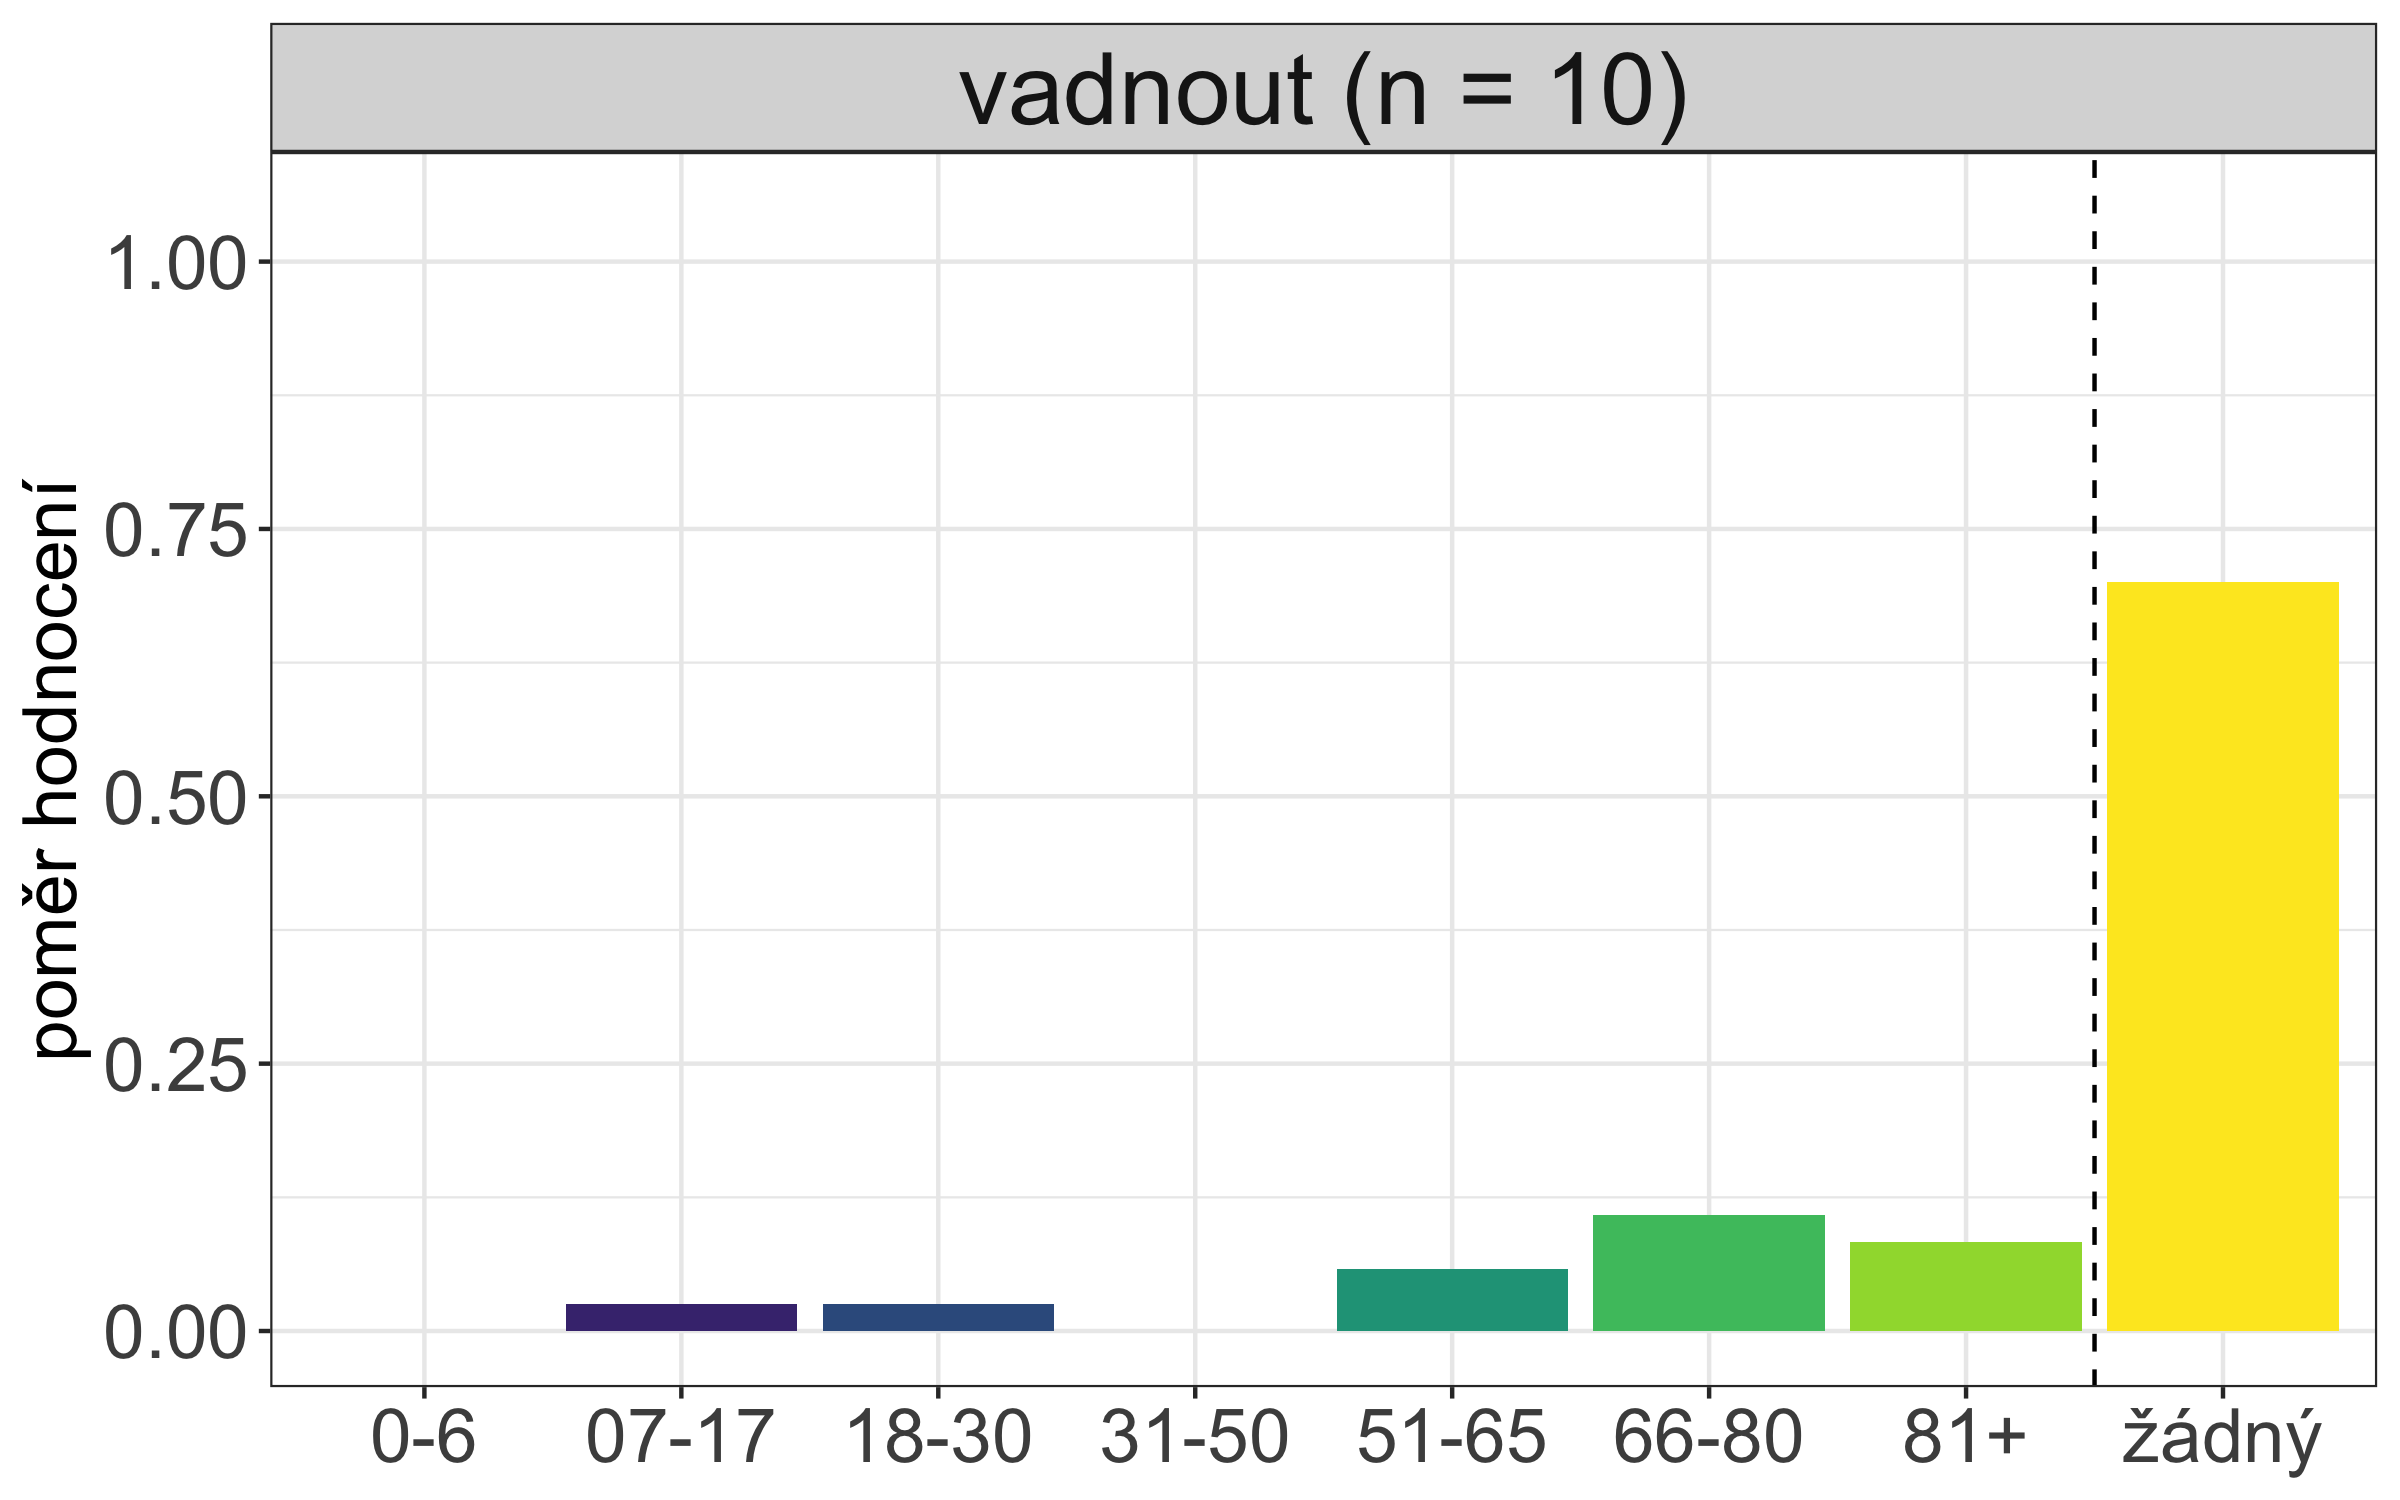 vadnout (n = 10)
poměr hodnocení
1.00
0.75
0.50
0.25
0.00
0-6 07-17 18-30 31-50 51-65 66-80 81+ žádný